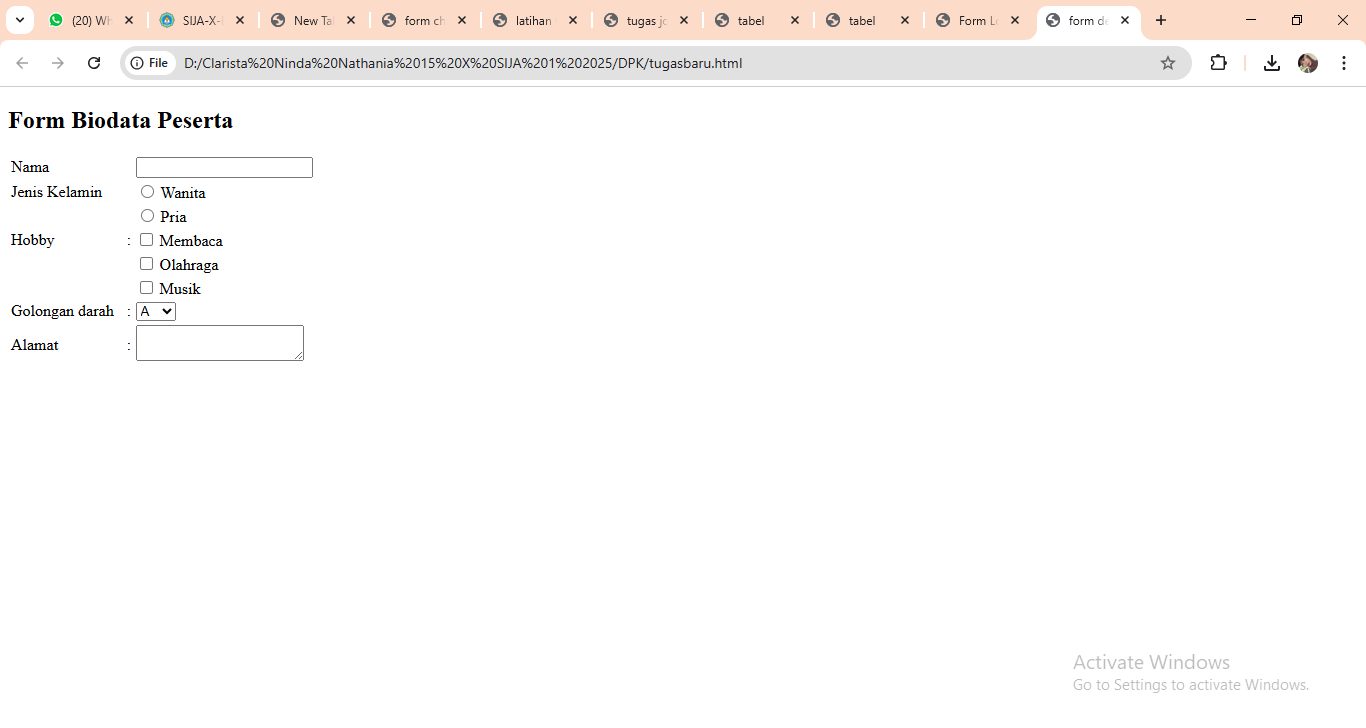 (20) Wh
SIJA-X-
New Ta
form ch
latihan
tugas jo
tabel
tabel
Form Lo
form de
File
D:/Clarista%20Ninda%20Nathania%2015%20X%20SIJA%201%202025/DPK/tugasbaru.html
Form Biodata Peserta
Nama
Jenis Kelamin Wanita
Pria
Hobby : Membaca
Olahraga
Musik
Golongan darah : A
Alamat :
Activate Windows
Go to Settings to activate Windows.